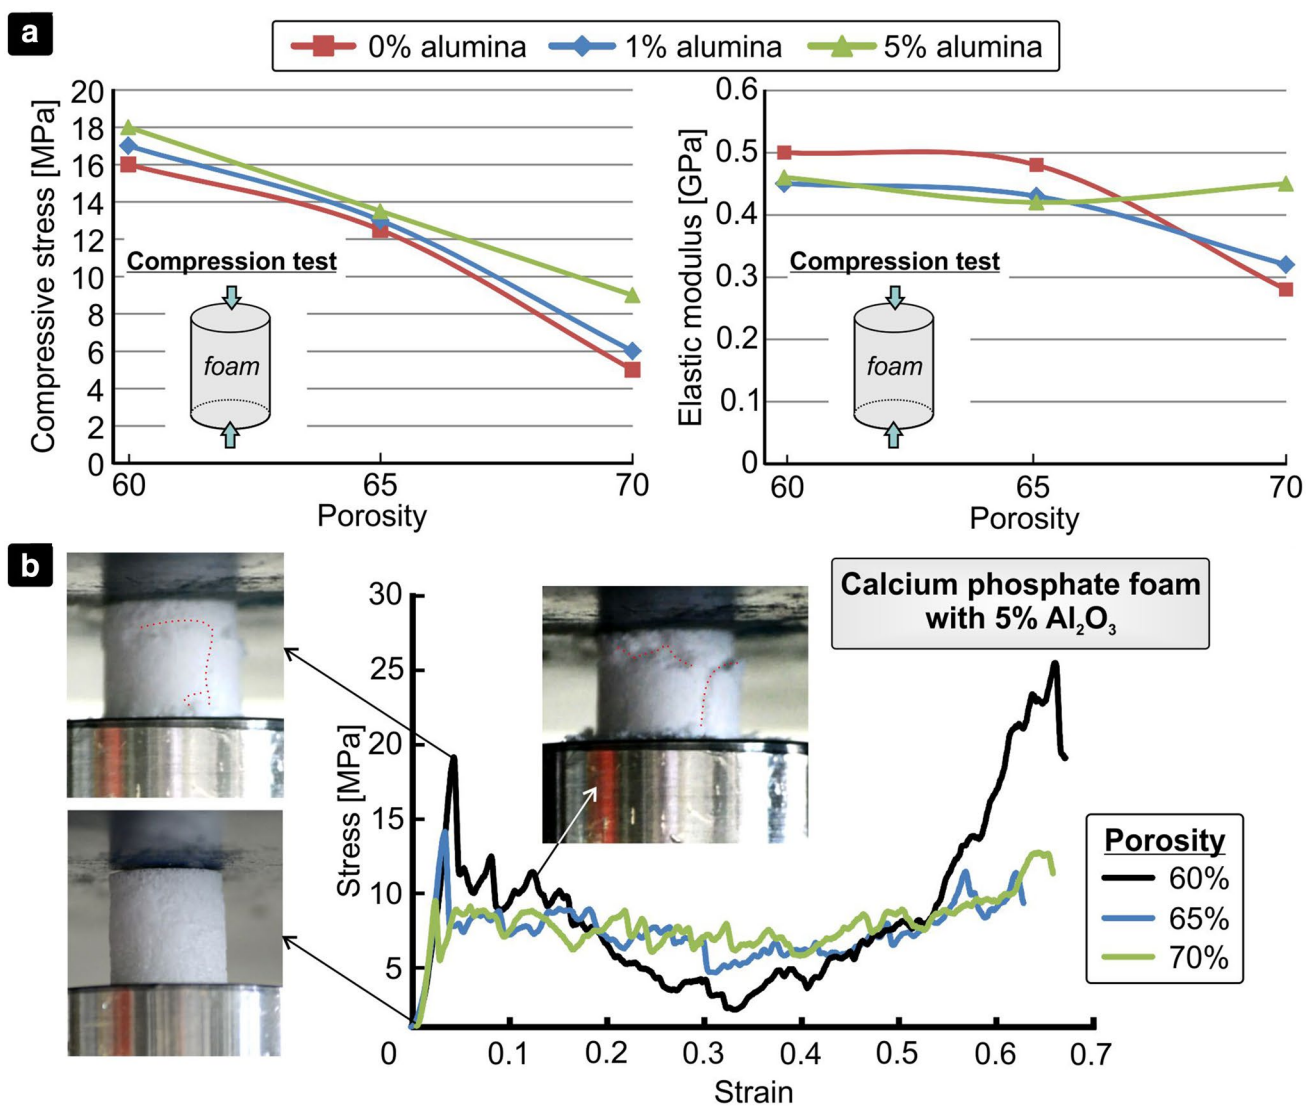 a
0% alumina 1% alumina 5% alumina
Compressive stress [MPa]
20
18
16
14
12
10
8
6
4
2
0
60 65 70
Porosity
Compression test
foam
Elastic modulus [GPa]
0.6
0.5
0.4
0.3
0.2
0.1
0
60 65 70
Porosity
Compression test
foam
b
Calcium phosphate foam
with 5% Al₂O₃
Stress [MPa]
30
25
20
15
10
5
0 0.1 0.2 0.3 0.4 0.5 0.6 0.7
Strain
Porosity
60%
65%
70%